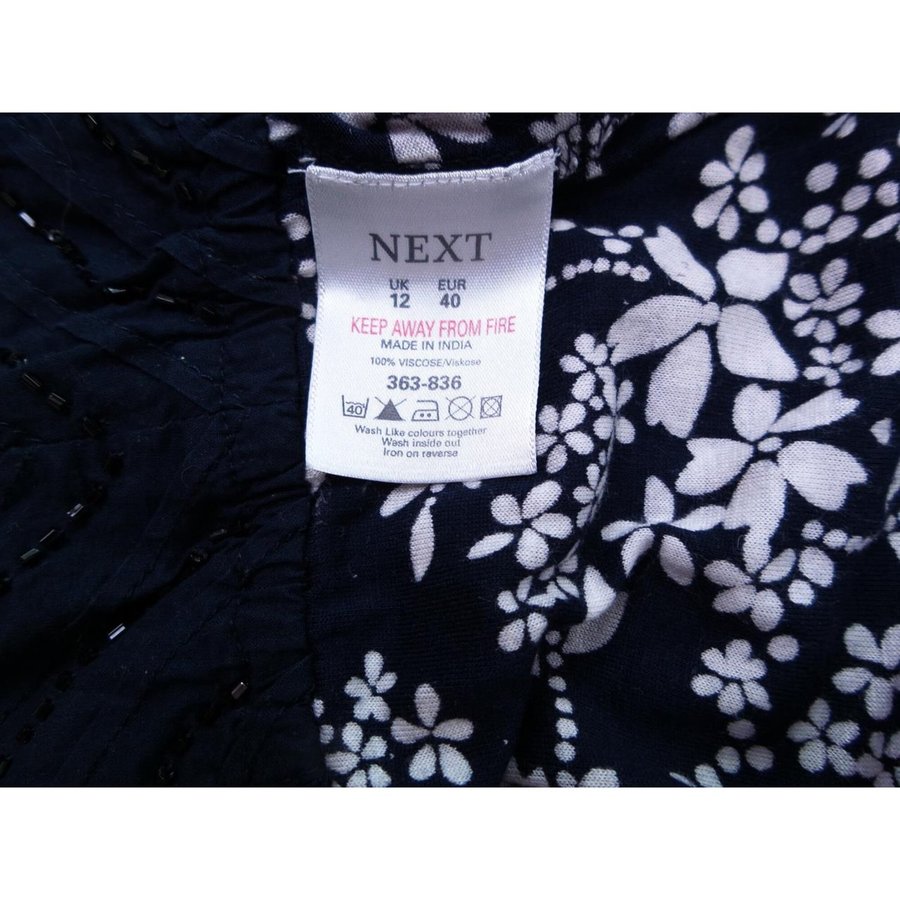 NEXT
UK EUR
12 40
KEEP AWAY FROM FIRE
MADE IN INDIA
100% VISCOSE/Viskose
363-836
40
Wash Like colours together
Wash inside out
Iron on reverse